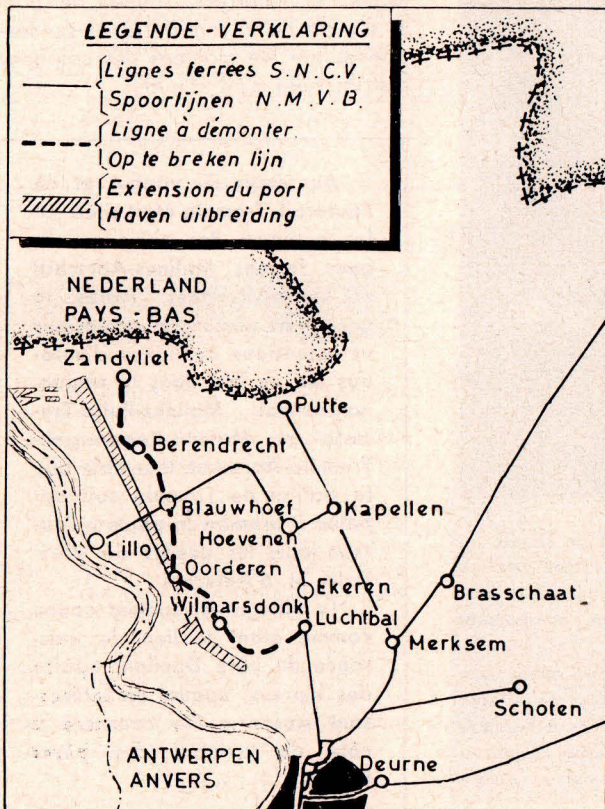 LEGENDE - VERKLARING
Lignes ferrées S.N.C.V.
Spoorlijnen N.M.V.B.
Ligne à démonter.
Op te breken lijn
Extension du port
Haven uitbreiding
NEDERLAND
PAYS - BAS
Zandvliet
Putte
Berendrecht
Blauwhoef
Kapellen
Hoevenen
Lillo
Oorderen
Ekeren
Brasschaat
Wilmarsdonk
Luchtbal
Merksem
Schoten
ANTWERPEN
ANVERS
Deurne